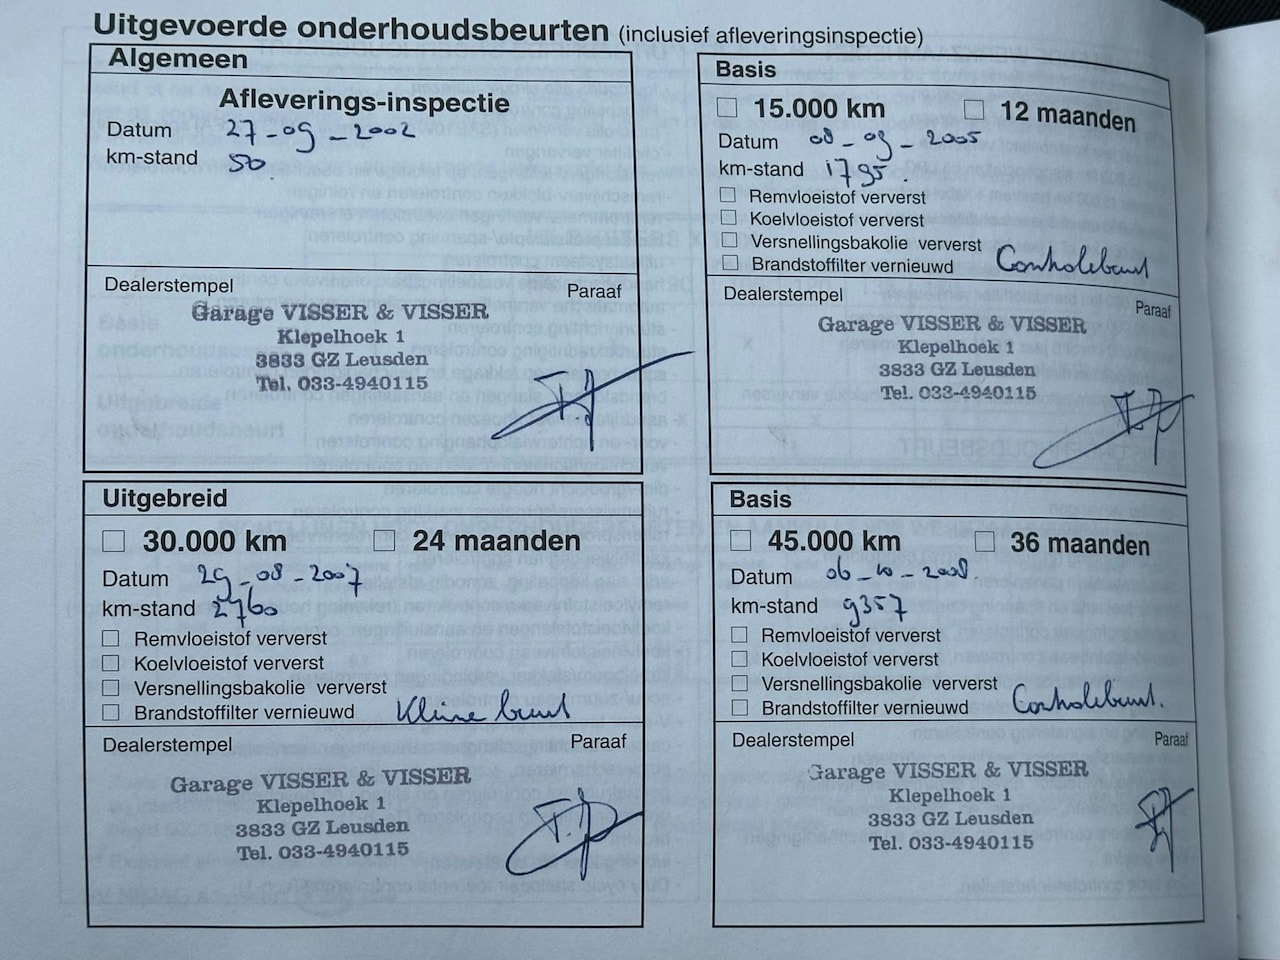 Uitgevoerde onderhoudsbeurten (inclusief afleveringsinspectie)
Algemeen
Afleverings-inspectie
Datum 27-09-2002
km-stand 50
Dealerstempel Paraaf
Garage VISSER & VISSER
Klepelhoek 1
3833 GZ Leusden
Tel. 033-4940115
Basis
15.000 km 12 maanden
Datum 08-09-2005
km-stand 1795.
Remvloeistof ververst
Koelvloeistof ververst
Versnellingsbakolie ververst
Brandstoffilter vernieuwd Controlebeurt
Dealerstempel Paraaf
Garage VISSER & VISSER
Klepelhoek 1
3833 GZ Leusden
Tel. 033-4940115
Uitgebreid
30.000 km 24 maanden
Datum 29-08-2007
km-stand 2760
Remvloeistof ververst
Koelvloeistof ververst
Versnellingsbakolie ververst
Brandstoffilter vernieuwd Kleine beurt
Dealerstempel Paraaf
Garage VISSER & VISSER
Klepelhoek 1
3833 GZ Leusden
Tel. 033-4940115
Basis
45.000 km 36 maanden
Datum 06-10-2008
km-stand 9357
Remvloeistof ververst
Koelvloeistof ververst
Versnellingsbakolie ververst
Brandstoffilter vernieuwd Controlebeurt.
Dealerstempel Paraaf
Garage VISSER & VISSER
Klepelhoek 1
3833 GZ Leusden
Tel. 033-4940115